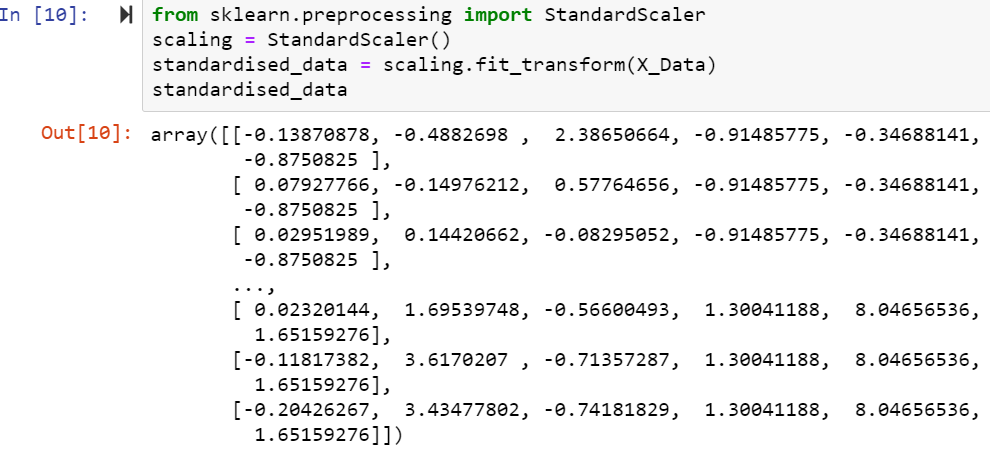 In [10]: from sklearn.preprocessing import StandardScaler
scaling = StandardScaler()
standardised_data = scaling.fit_transform(X_Data)
standardised_data
Out[10]: array([[-0.13870878, -0.4882698 ,  2.38650664, -0.91485775, -0.34688141,
-0.8750825 ],
[ 0.07927766, -0.14976212,  0.57764656, -0.91485775, -0.34688141,
-0.8750825 ],
[ 0.02951989,  0.14420662, -0.08295052, -0.91485775, -0.34688141,
-0.8750825 ],
...,
[ 0.02320144,  1.69539748, -0.56600493,  1.30041188,  8.04656536,
1.65159276],
[-0.11817382,  3.6170207 , -0.71357287,  1.30041188,  8.04656536,
1.65159276],
[-0.20426267,  3.43477802, -0.74181829,  1.30041188,  8.04656536,
1.65159276]])